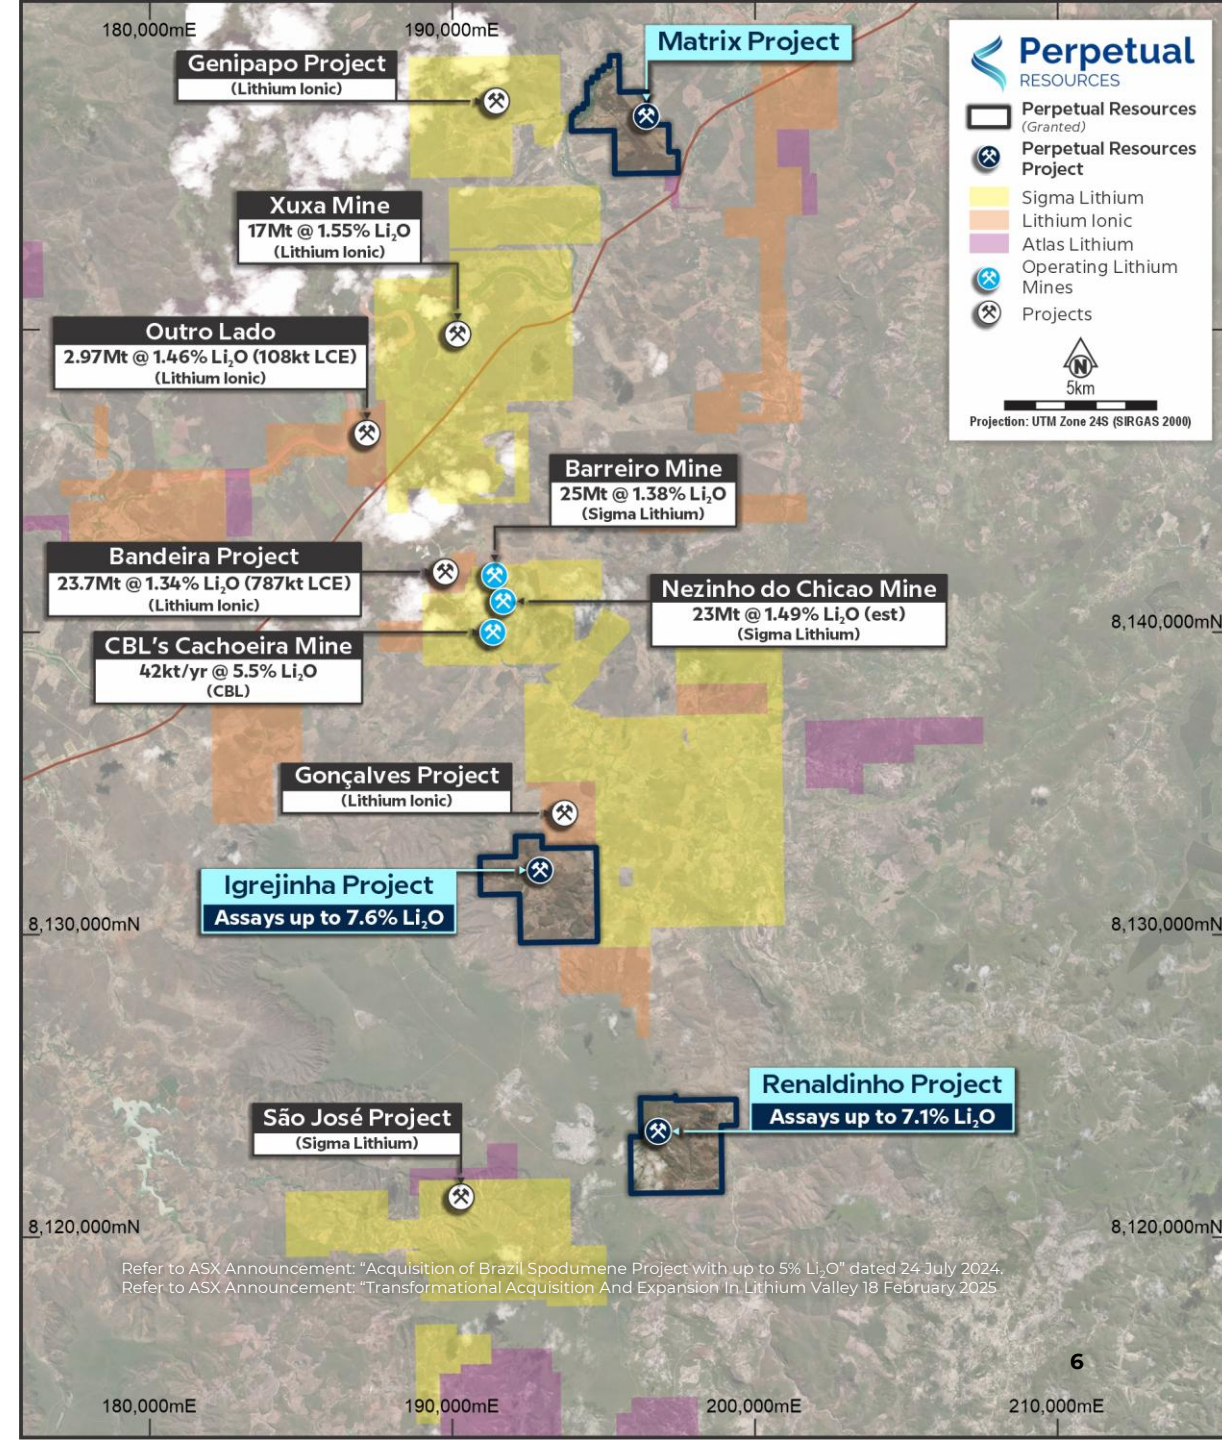 180,000mE
190,000mE
Matrix Project
Genipapo Project
(Lithium Ionic)
Perpetual
RESOURCES
Perpetual Resources
(Granted)
Perpetual Resources
Project
Sigma Lithium
Lithium Ionic
Atlas Lithium
Operating Lithium
Mines
Projects
N
5km
Projection: UTM Zone 24S (SIRGAS 2000)
Xuxa Mine
17Mt @ 1.55% Li₂O
(Lithium Ionic)
Outro Lado
2.97Mt @ 1.46% Li₂O (108kt LCE)
(Lithium Ionic)
Barreiro Mine
25Mt @ 1.38% Li₂O
(Sigma Lithium)
Bandeira Project
23.7Mt @ 1.34% Li₂O (787kt LCE)
(Lithium Ionic)
Nezinho do Chicao Mine
23Mt @ 1.49% Li₂O (est)
(Sigma Lithium)
8,140,000mN
CBL's Cachoeira Mine
42kt/yr @ 5.5% Li₂O
(CBL)
Gonçalves Project
(Lithium Ionic)
Igrejinha Project
Assays up to 7.6% Li₂O
8,130,000mN
8,130,000mN
Renaldinho Project
Assays up to 7.1% Li₂O
São José Project
(Sigma Lithium)
8,120,000mN
8,120,000mN
Refer to ASX Announcement: “Acquisition of Brazil Spodumene Project with up to 5% Li₂O” dated 24 July 2024.
Refer to ASX Announcement: “Transformational Acquisition And Expansion In Lithium Valley 18 February 2025
6
180,000mE
190,000mE
200,000mE
210,000mE